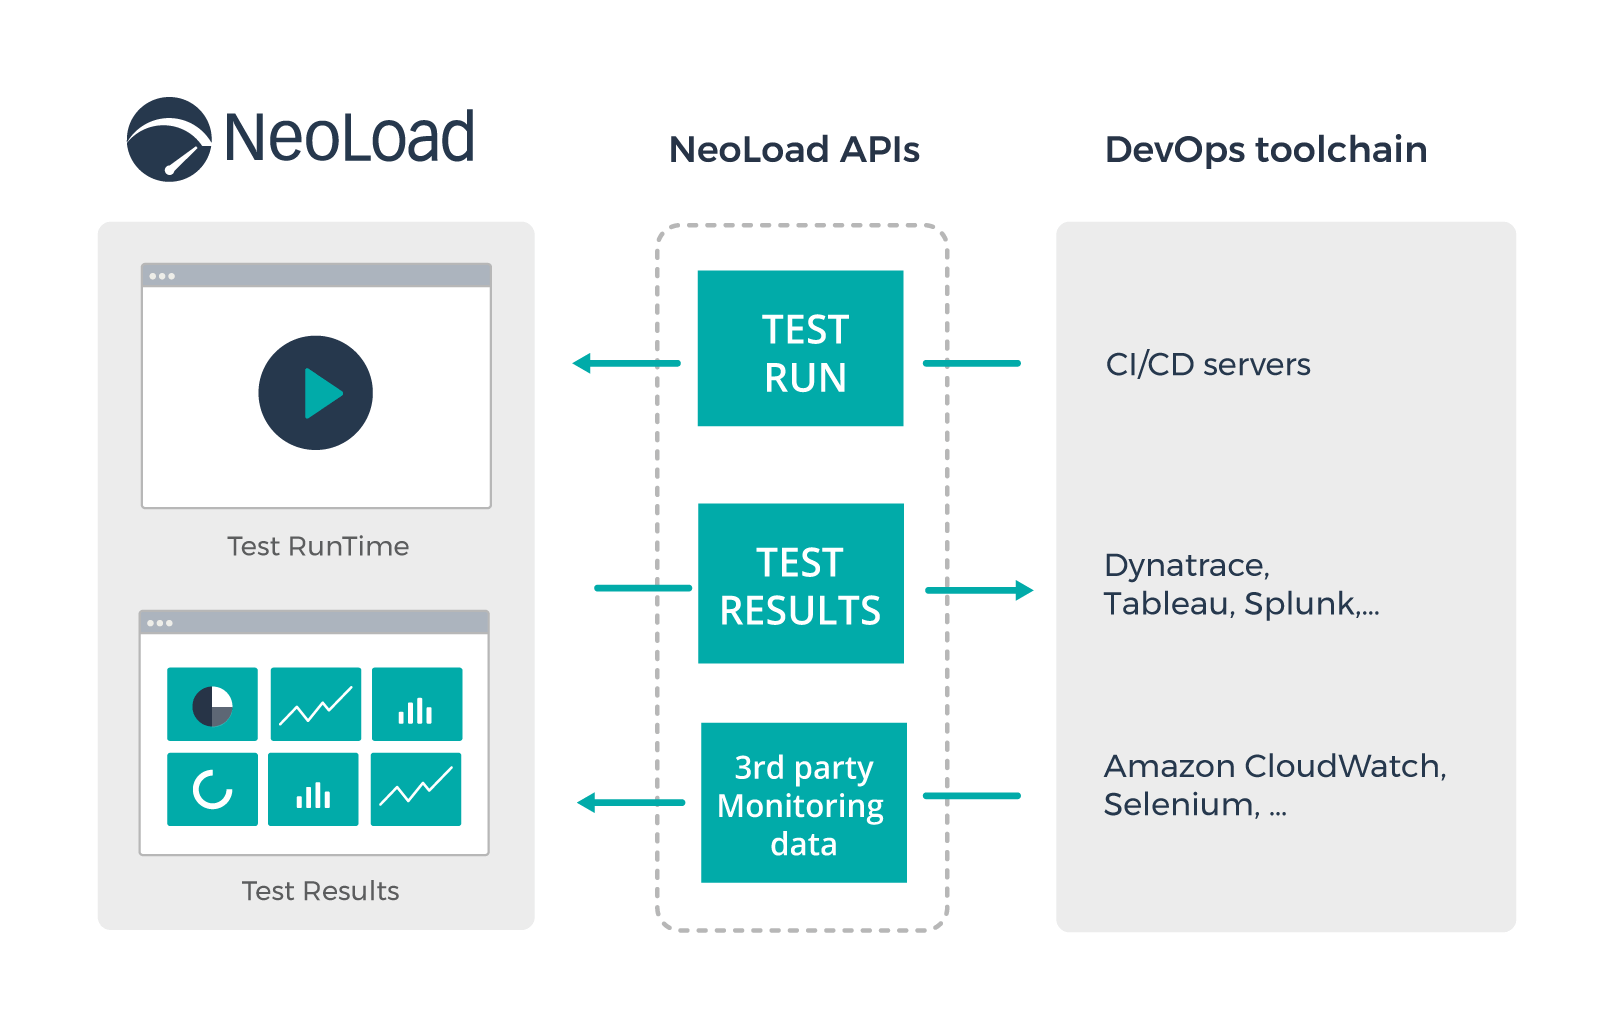 NeoLoad
NeoLoad APIs
DevOps toolchain
Test RunTime
Test Results
TEST
RUN
TEST
RESULTS
3rd party
Monitoring
data
CI/CD servers
Dynatrace,
Tableau, Splunk,...
Amazon CloudWatch,
Selenium, ...